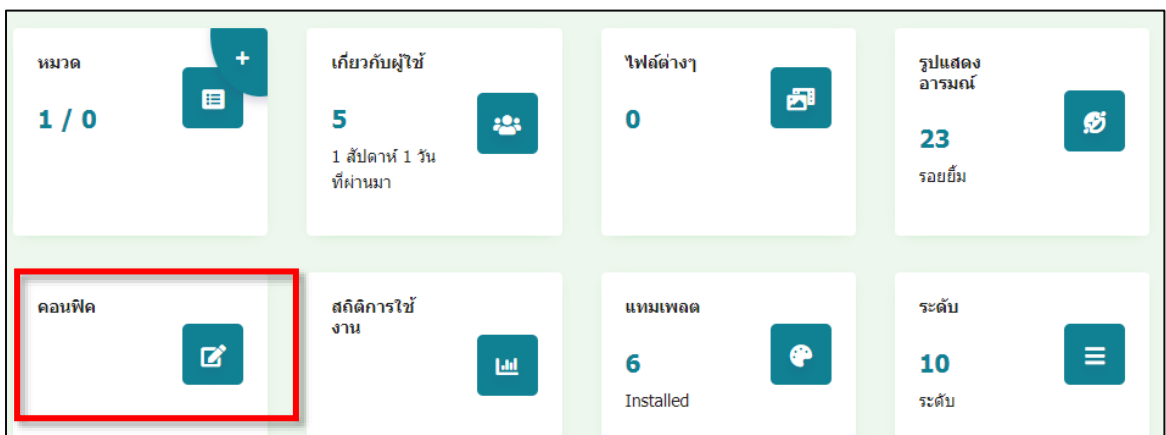 หมวด
+
1 / 0
เกี่ยวกับผู้ใช้
5
1 สัปดาห์ 1 วัน
ที่ผ่านมา
ไฟล์ต่างๆ
0
รูปแสดง
อารมณ์
23
รอยยิ้ม
คอนฟิค
สถิติการใช้
งาน
แทมเพลต
6
Installed
ระดับ
10
ระดับ